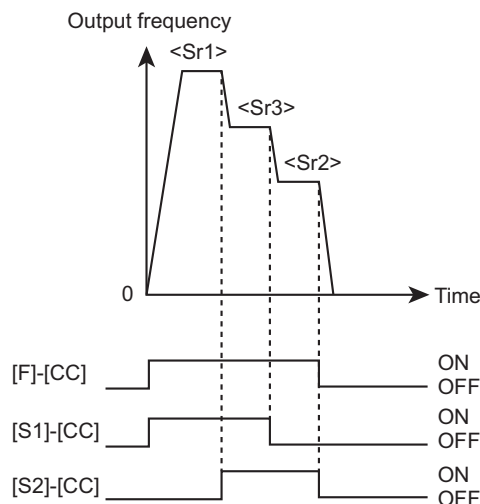 Output frequency
<Sr1>
<Sr3>
<Sr2>
0
Time
[F]-[CC]
ON
OFF
[S1]-[CC]
ON
OFF
[S2]-[CC]
ON
OFF